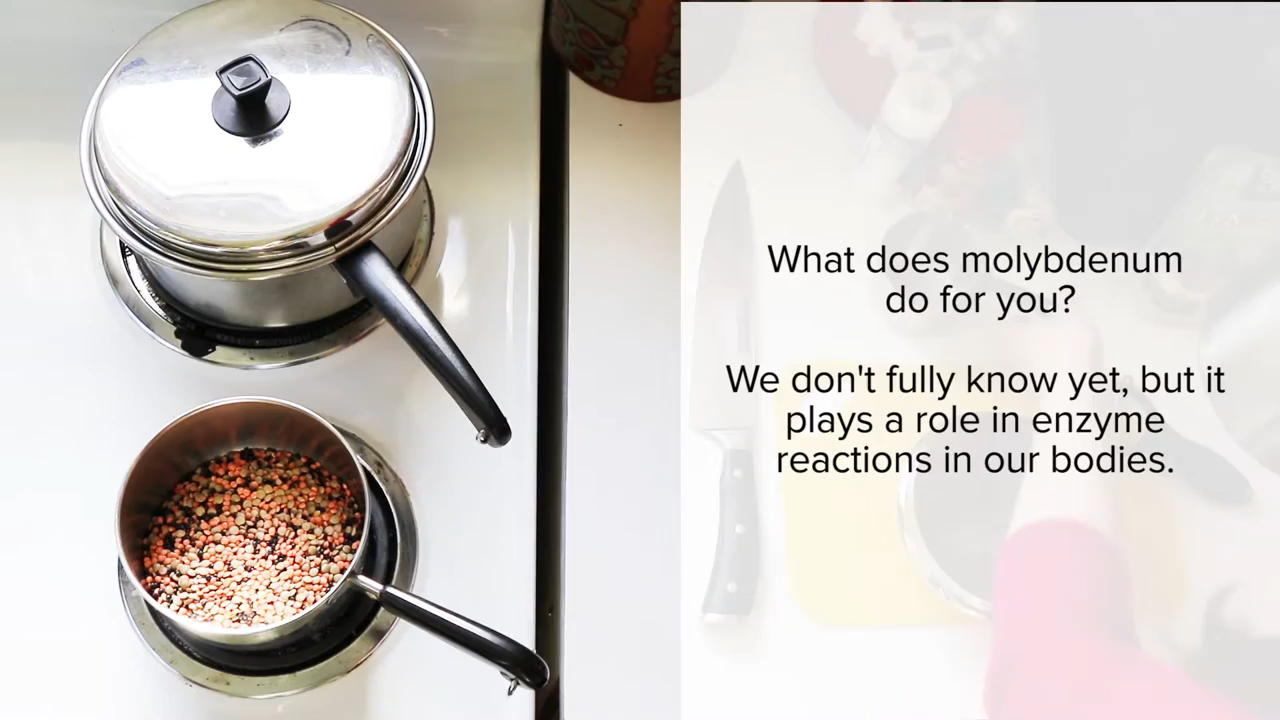 What does molybdenum
do for you?
We don't fully know yet, but it
plays a role in enzyme
reactions in our bodies.